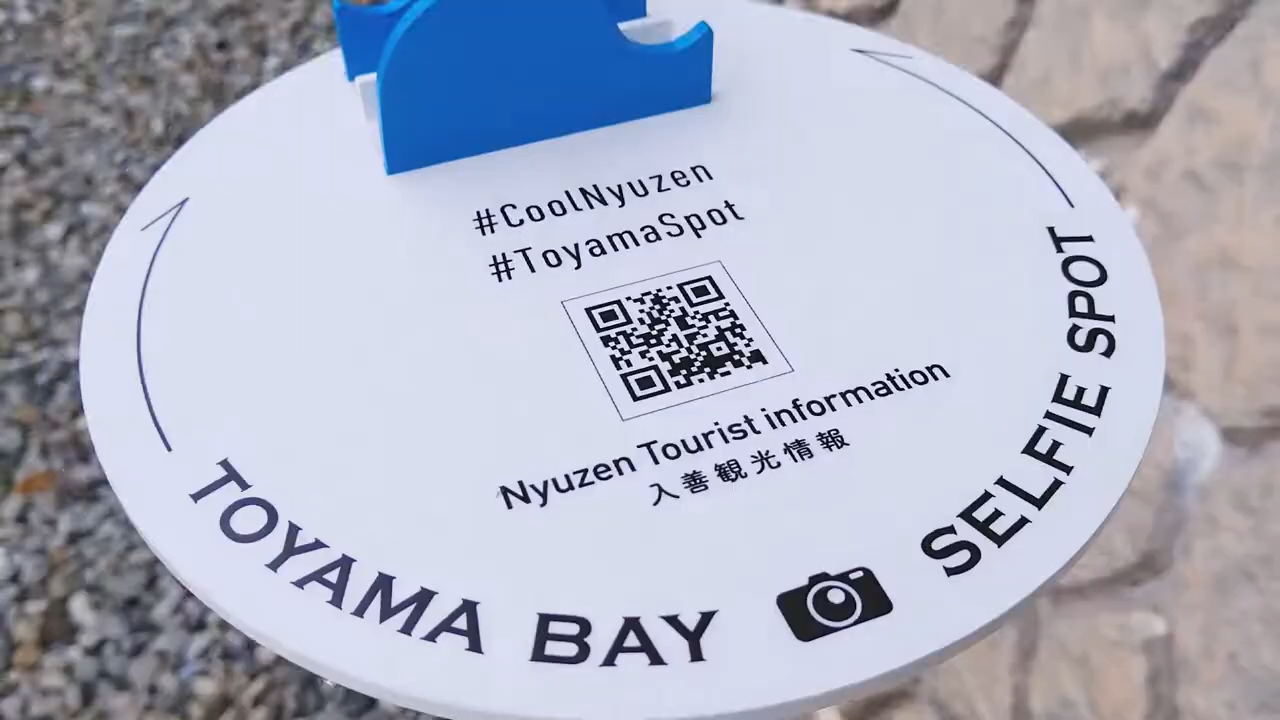 #CoolNyuzen
#ToyamaSpot
Nyuzen Tourist information
入善観光情報
TOYAMA BAY SELFIE SPOT